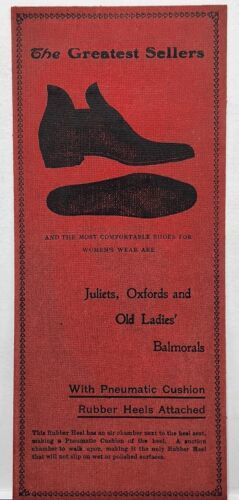 The Greatest Sellers
AND THE MOST COMFORTABLE SHOES FOR
WOMEN'S WEAR ARE
Juliets, Oxfords and
Old Ladies'
Balmorals
With Pneumatic Cushion
Rubber Heels Attached
This Rubber Heel has an air chamber next to the heel seat,
making a Pneumatic Cushion of the heel. A suction
chamber to walk upon, making it the only Rubber Heel
that will not slip on wet or polished surfaces.